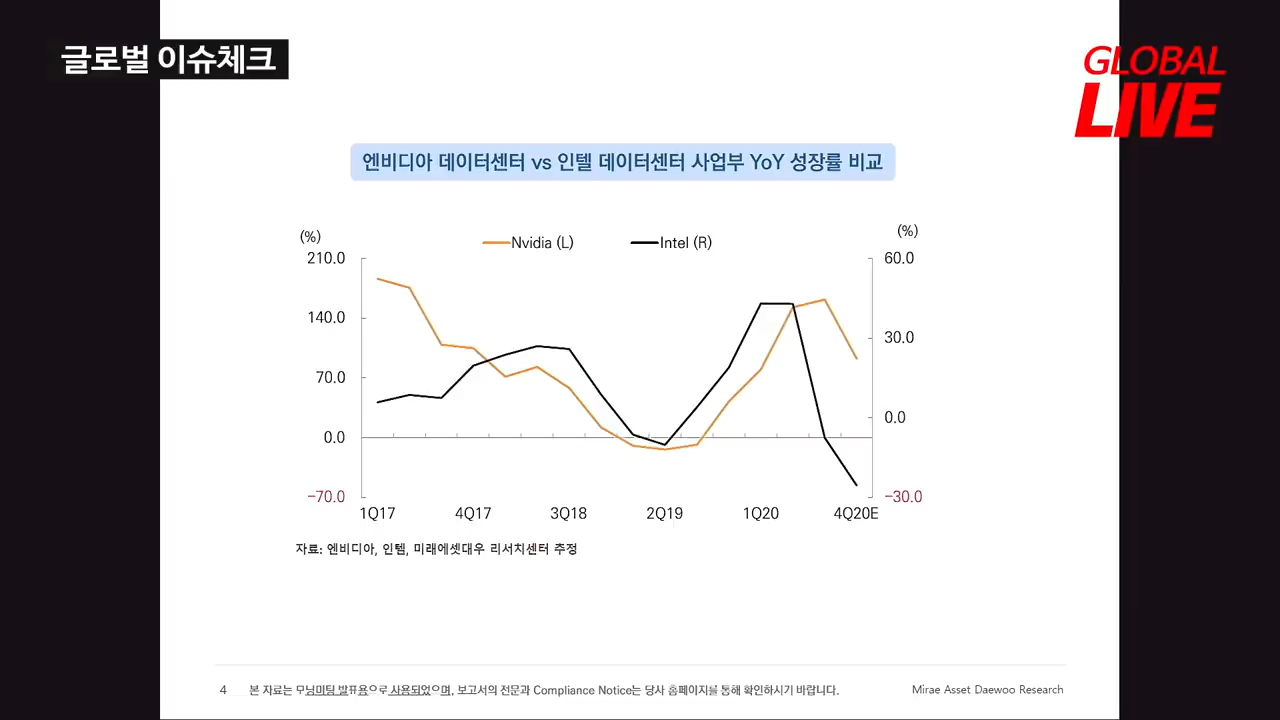 글로벌 이슈체크
GLOBAL
LIVE
엔비디아 데이터센터 vs 인텔 데이터센터 사업부 YoY 성장률 비교
(%)
Nvidia (L)
Intel (R)
(%)
210.0
140.0
70.0
0.0
-70.0
60.0
30.0
0.0
-30.0
1Q17 4Q17 3Q18 2Q19 1Q20 4Q20E
자료: 엔비디아, 인텔, 미래에셋대우 리서치센터 추정
4 본 자료는 모닝미팅 발표용으로 사용되었으며, 보고서의 전문과 Compliance Notice는 당사 홈페이지를 통해 확인하시기 바랍니다.
Mirae Asset Daewoo Research